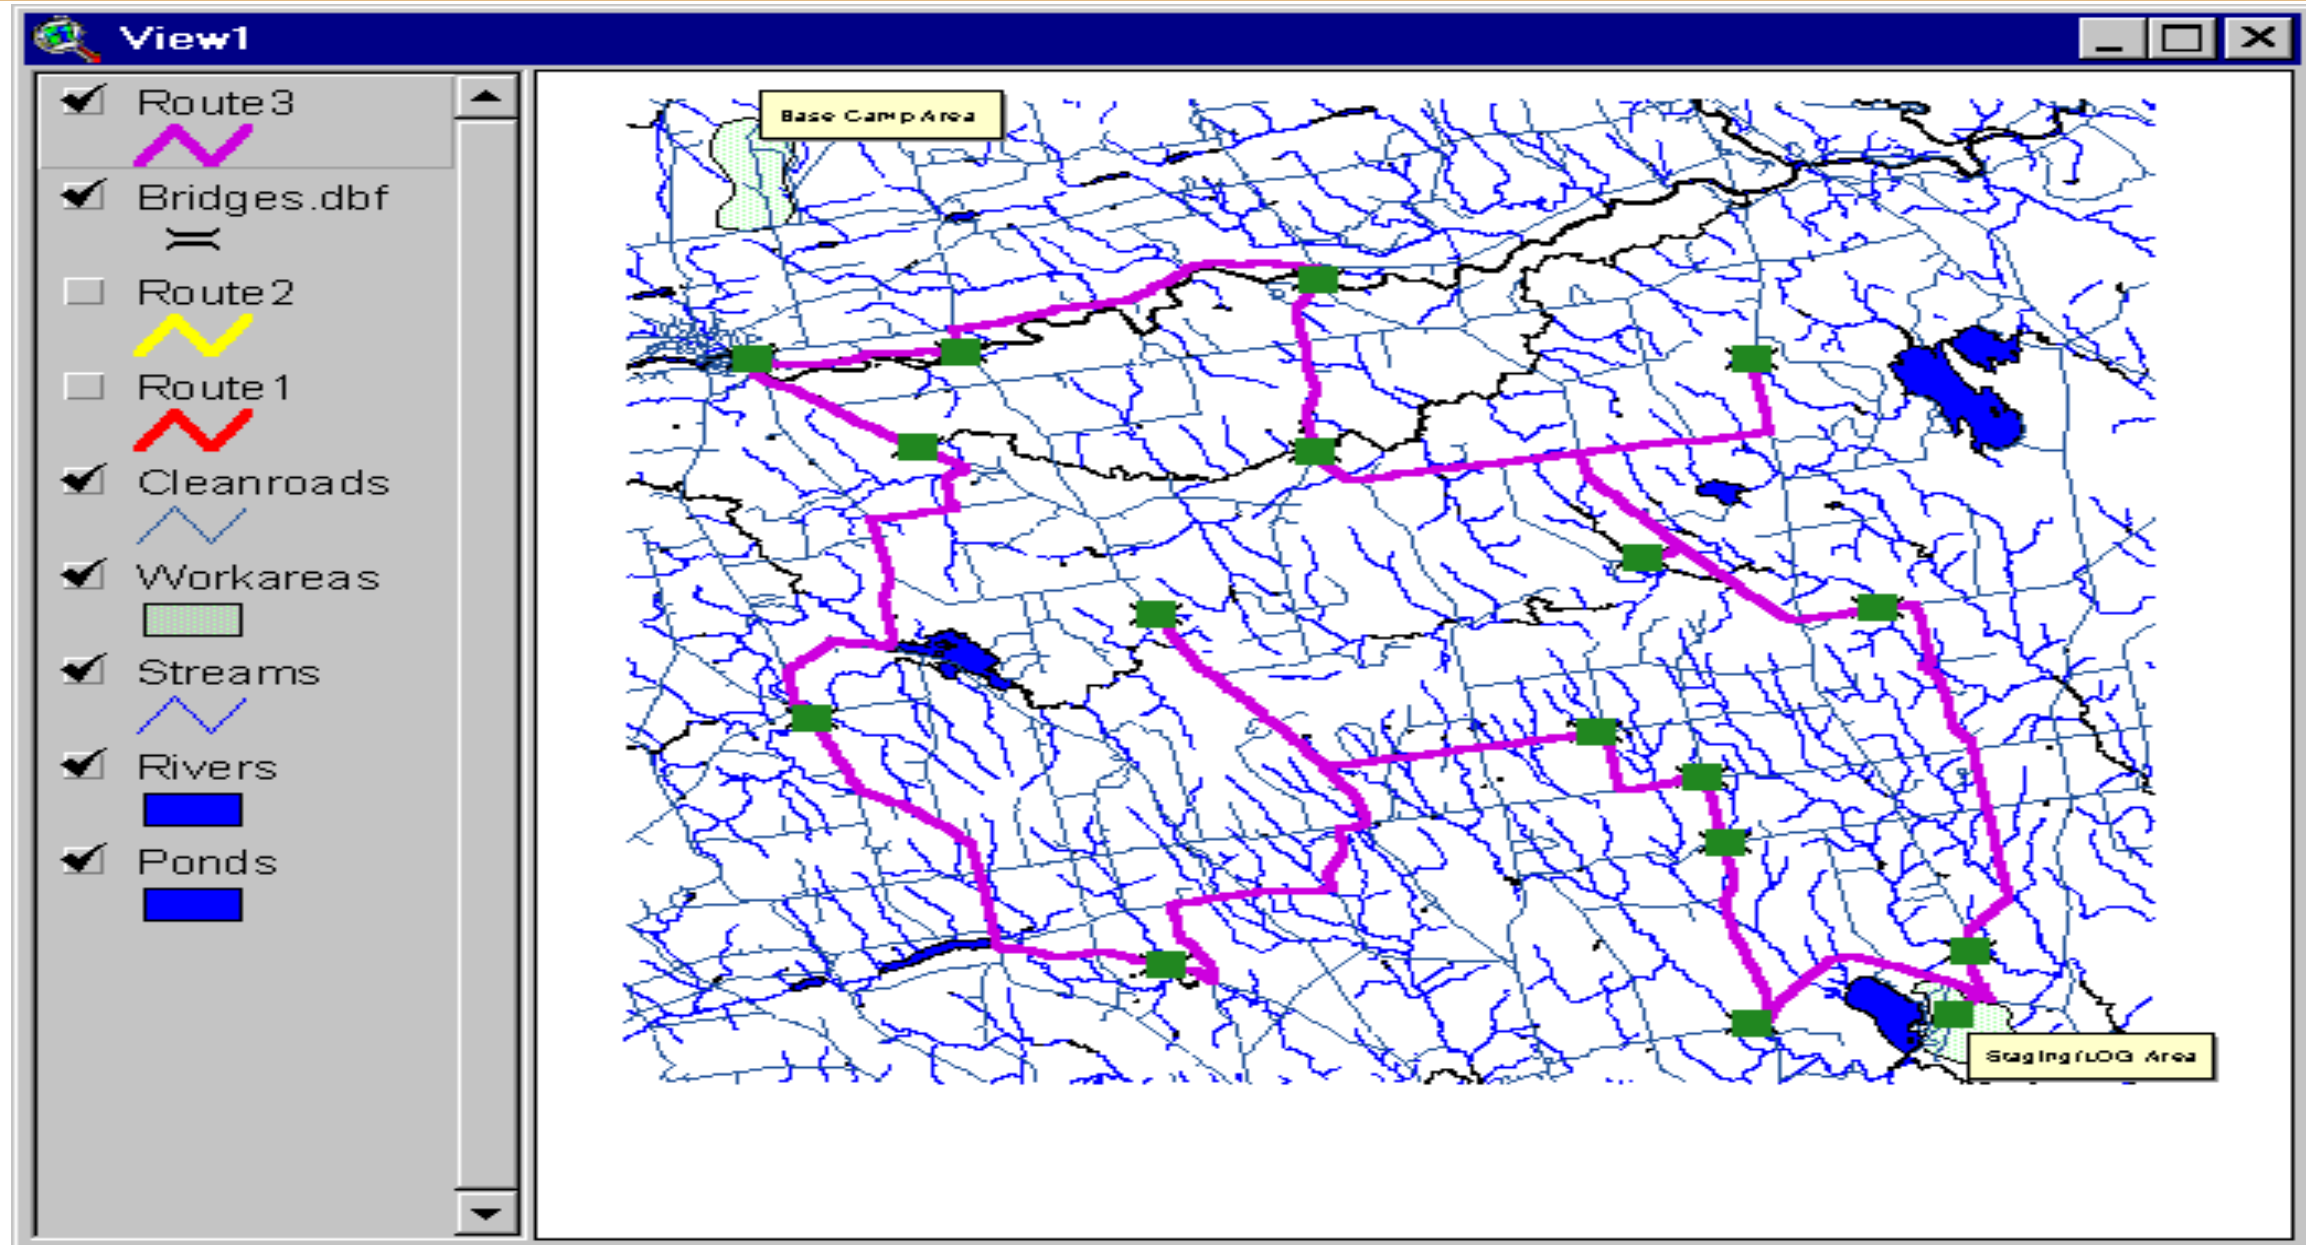 View1
Route3
Bridges.dbf
Route2
Route1
Cleanroads
Workareas
Streams
Rivers
Ponds
Base Camp Area
Staging/LOG Area